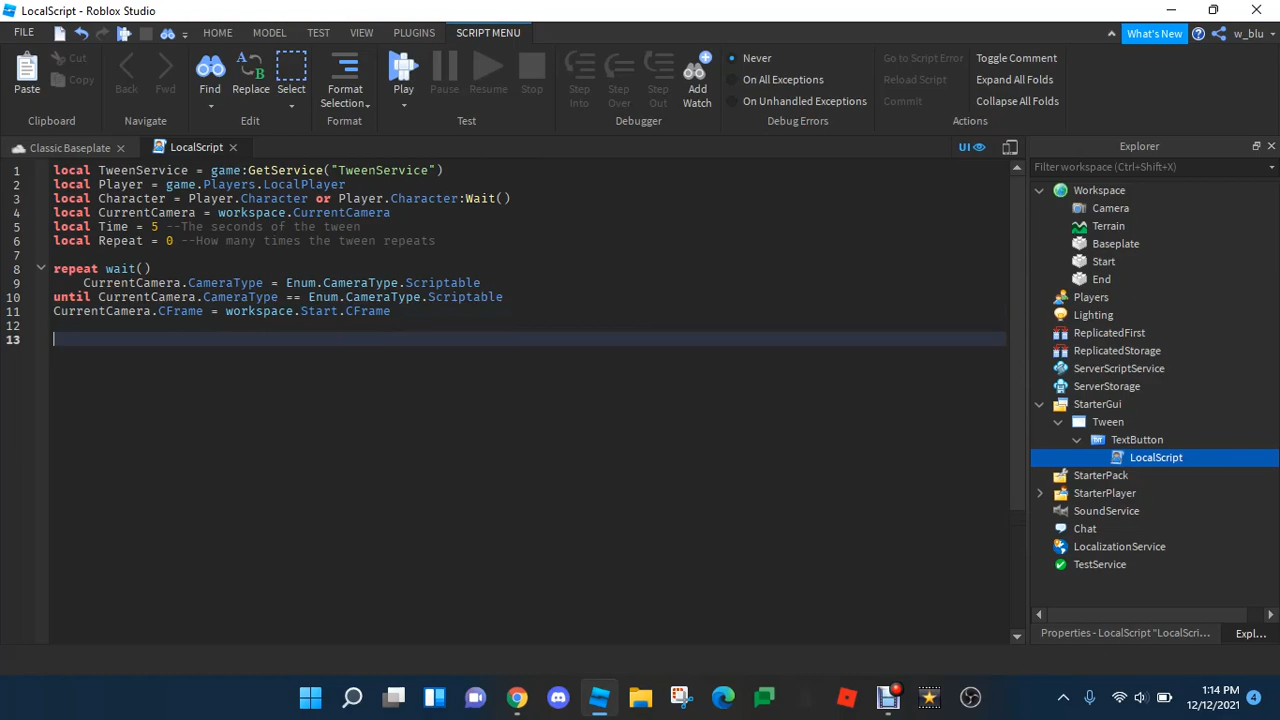 LocalScript - Roblox Studio
FILE HOME MODEL TEST VIEW PLUGINS SCRIPT MENU What's New w_blu
Paste Cut Copy Back Fwd Find Replace Select Format Selection... Play Pause Resume Stop Step Into Step Over Step Out Add Watch
Never
On All Exceptions
On Unhandled Exceptions
Go to Script Error
Reload Script
Commit
Toggle Comment
Expand All Folds
Collapse All Folds
Clipboard Navigate Edit Format Test Debugger Debug Errors Actions
Classic Baseplate LocalScript UI
1 local TweenService = game:GetService("TweenService")
2 local Player = game.Players.LocalPlayer
3 local Character = Player.Character or Player.Character:Wait()
4 local CurrentCamera = workspace.CurrentCamera
5 local Time = 5 --The seconds of the tween
6 local Repeat = 0 --How many times the tween repeats
7
8 repeat wait()
9 CurrentCamera.CameraType = Enum.CameraType.Scriptable
10 until CurrentCamera.CameraType == Enum.CameraType.Scriptable
11 CurrentCamera.CFrame = workspace.Start.CFrame
12
13
Explorer
Filter workspace (Ctrl+Shift+X)
Workspace
Camera
Terrain
Baseplate
Start
End
Players
Lighting
ReplicatedFirst
ReplicatedStorage
ServerScriptService
ServerStorage
StarterGui
Tween
TextButton
LocalScript
StarterPack
StarterPlayer
SoundService
Chat
LocalizationService
TestService
Properties - LocalScript "LocalScri... Expl...
1:14 PM
12/12/2021
4